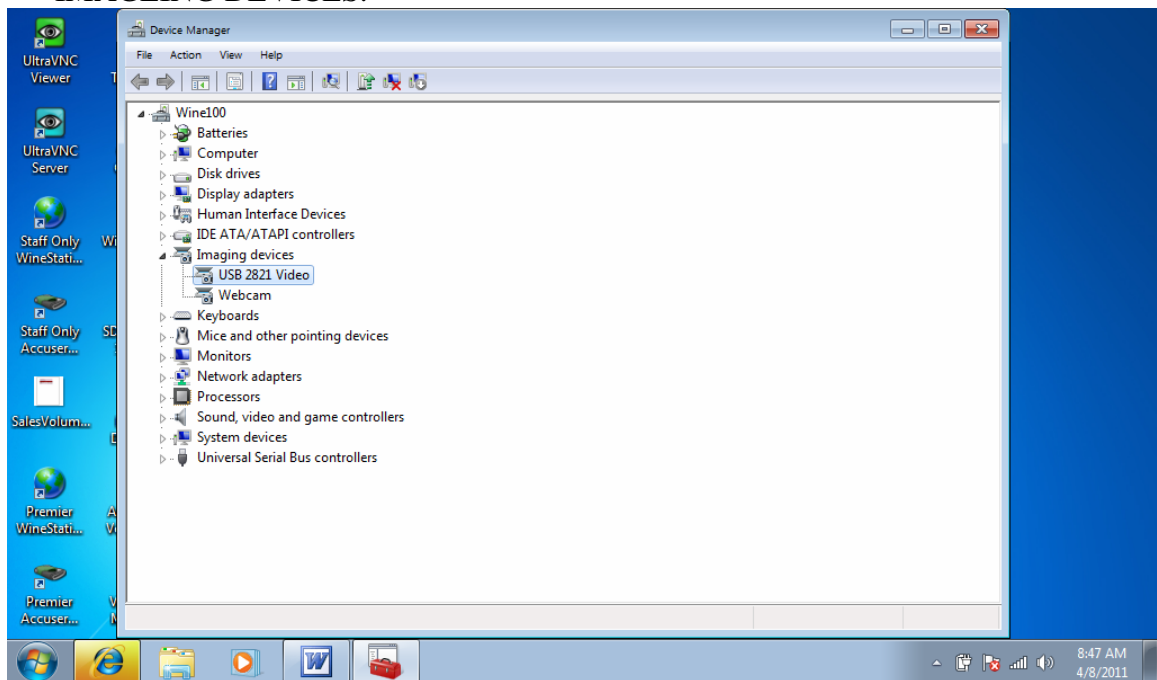 IMAGEING DEVICES.
Device Manager
File Action View Help
Wine100
Batteries
Computer
Disk drives
Display adapters
Human Interface Devices
IDE ATA/ATAPI controllers
Imaging devices
USB 2821 Video
Webcam
Keyboards
Mice and other pointing devices
Monitors
Network adapters
Processors
Sound, video and game controllers
System devices
Universal Serial Bus controllers
UltraVNC
Viewer
UltraVNC
Server
Staff Only
WineStati...
Staff Only
Accuser...
SalesVolum...
Premier
WineStati...
Premier
Accuser...
8:47 AM
4/8/2011